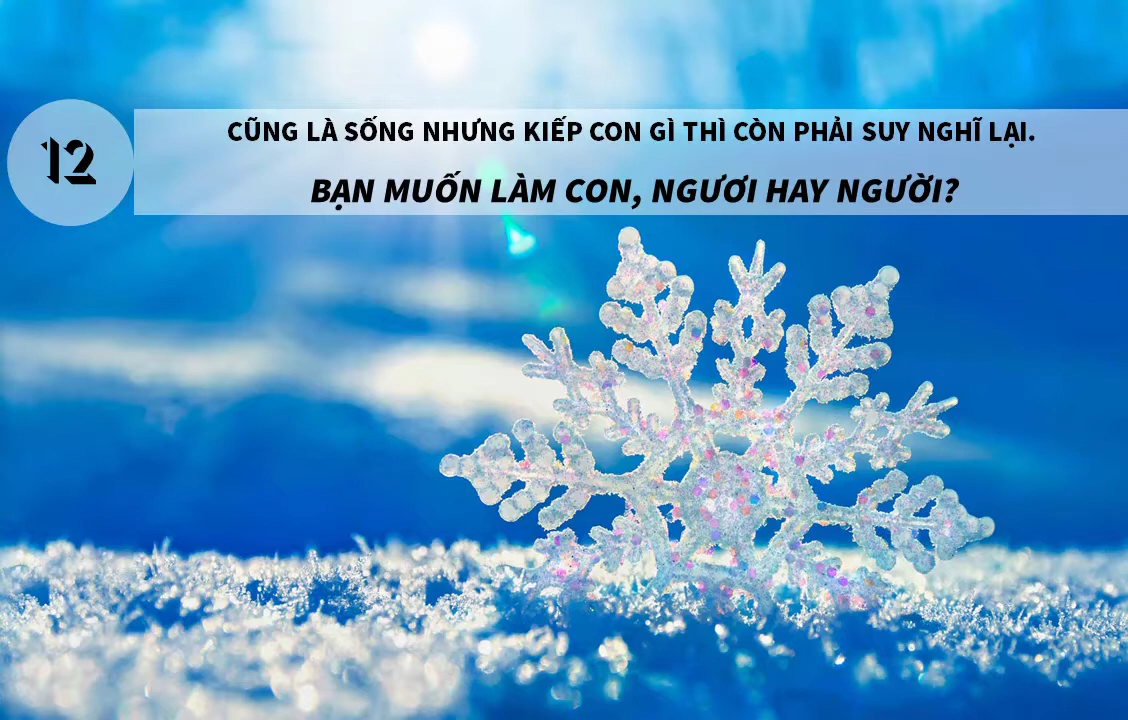 12
CŨNG LÀ SỐNG NHƯNG KIẾP CON GÌ THÌ CÒN PHẢI SUY NGHĨ LẠI.
BẠN MUỐN LÀM CON, NGƯƠI HAY NGƯỜI?